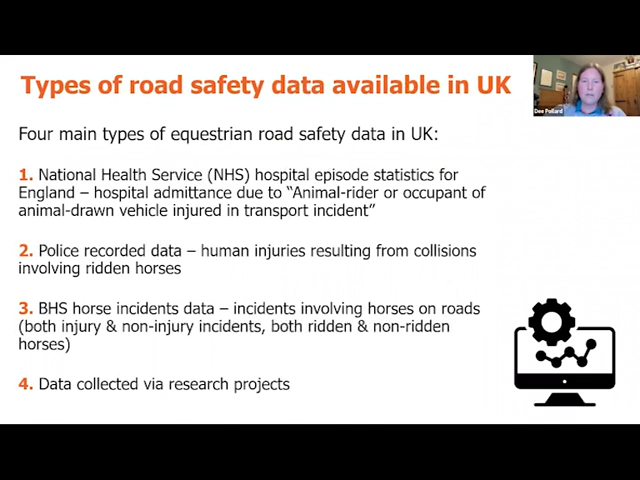 Types of road safety data available in UK
Dee Pollard
Four main types of equestrian road safety data in UK:
1. National Health Service (NHS) hospital episode statistics for
England – hospital admittance due to “Animal-rider or occupant of
animal-drawn vehicle injured in transport incident”
2. Police recorded data – human injuries resulting from collisions
involving ridden horses
3. BHS horse incidents data – incidents involving horses on roads
(both injury & non-injury incidents, both ridden & non-ridden
horses)
4. Data collected via research projects